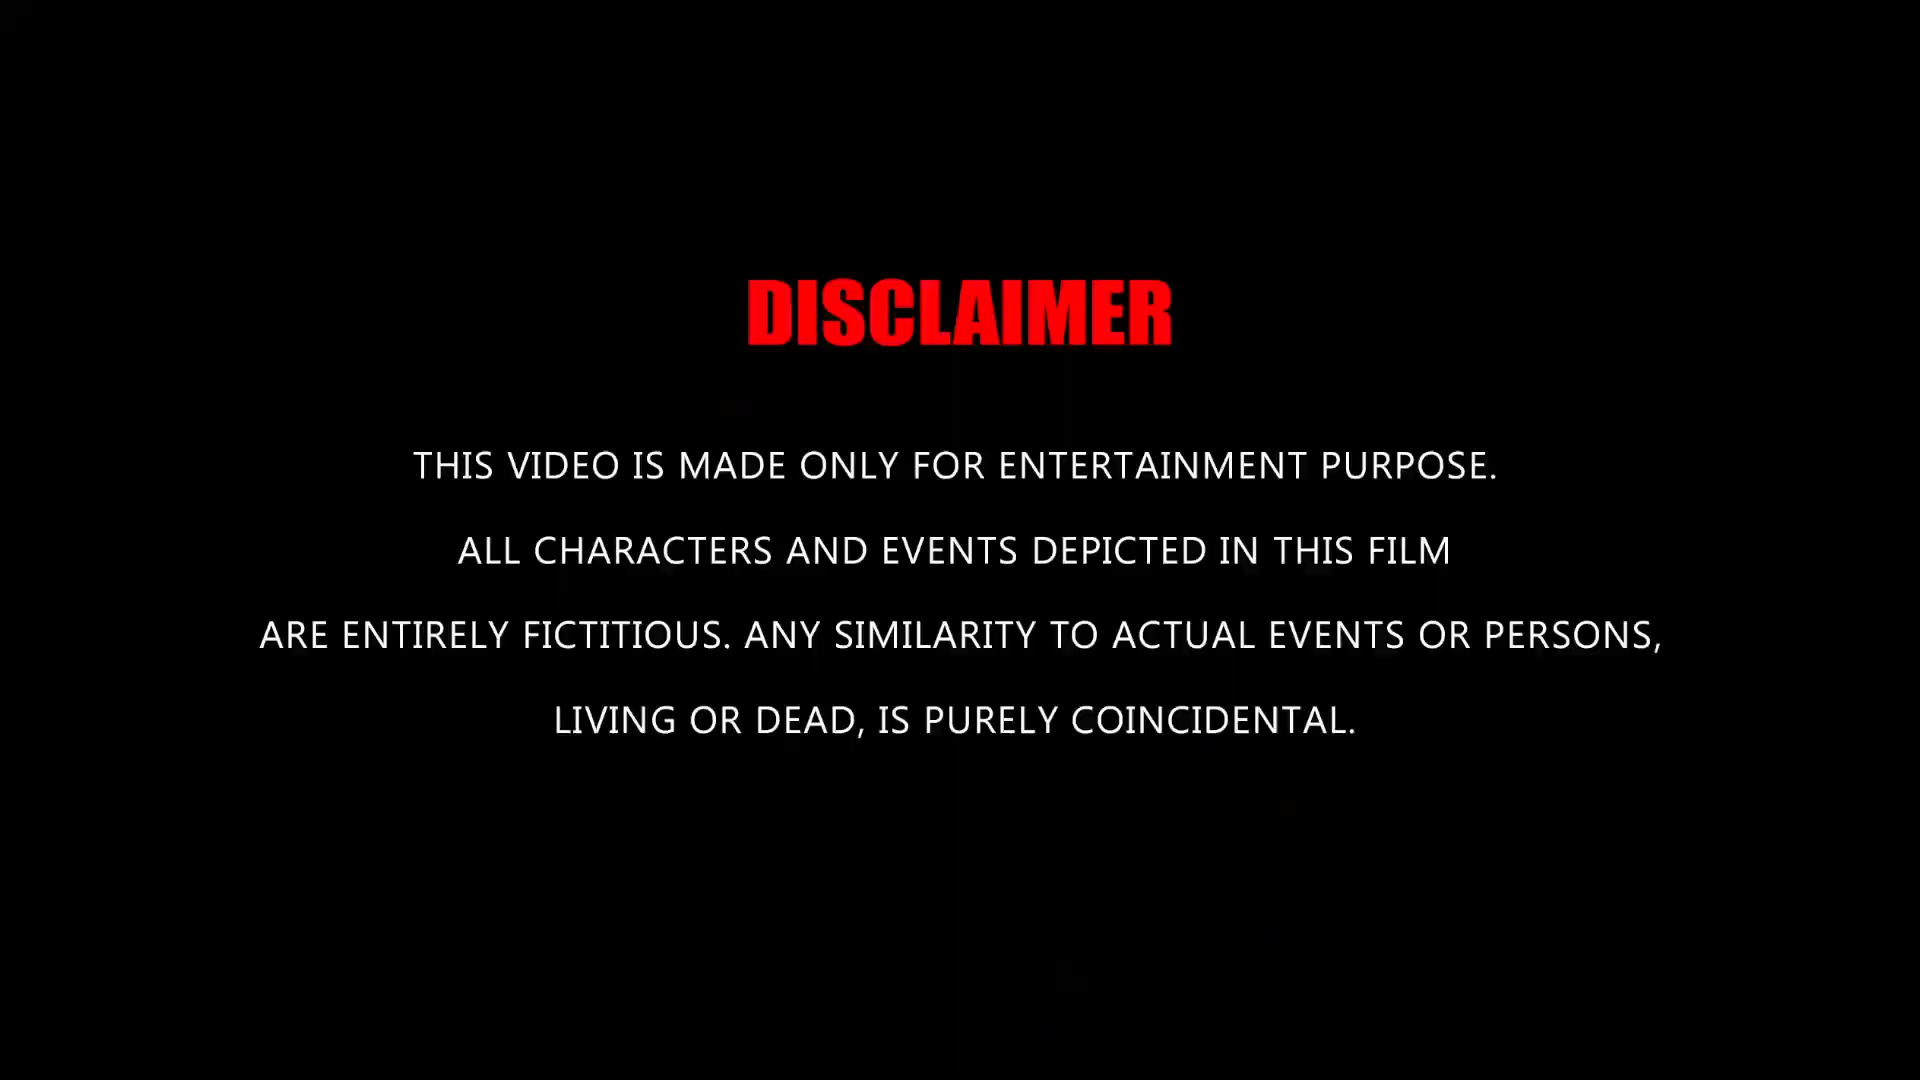 DISCLAIMER
THIS VIDEO IS MADE ONLY FOR ENTERTAINMENT PURPOSE.
ALL CHARACTERS AND EVENTS DEPICTED IN THIS FILM
ARE ENTIRELY FICTITIOUS. ANY SIMILARITY TO ACTUAL EVENTS OR PERSONS,
LIVING OR DEAD, IS PURELY COINCIDENTAL.